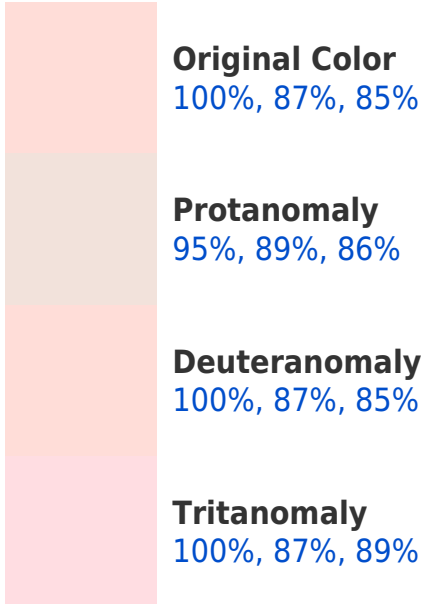 Original Color
100%, 87%, 85%
Protanomaly
95%, 89%, 86%
Deuteranomaly
100%, 87%, 85%
Tritanomaly
100%, 87%, 89%